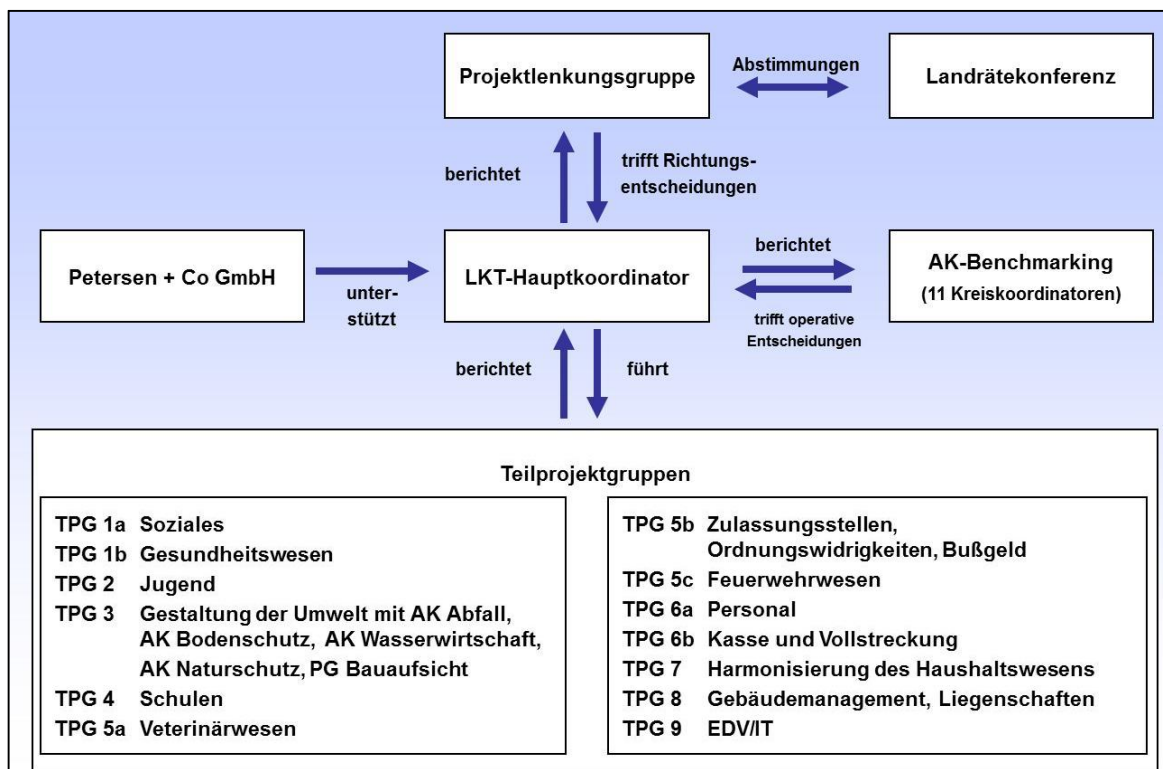 Projektlenkungsgruppe
Abstimmungen
Landrätekonferenz
berichtet
trifft Richtungs-
entscheidungen
Petersen + Co GmbH
unter-
stützt
LKT-Hauptkoordinator
berichtet
trifft operative
Entscheidungen
AK-Benchmarking
(11 Kreiskoordinatoren)
berichtet
führt
Teilprojektgruppen
TPG 1a Soziales
TPG 1b Gesundheitswesen
TPG 2 Jugend
TPG 3 Gestaltung der Umwelt mit AK Abfall,
AK Bodenschutz, AK Wasserwirtschaft,
AK Naturschutz, PG Bauaufsicht
TPG 4 Schulen
TPG 5a Veterinärwesen
TPG 5b Zulassungsstellen,
Ordnungswidrigkeiten, Bußgeld
TPG 5c Feuerwehrwesen
TPG 6a Personal
TPG 6b Kasse und Vollstreckung
TPG 7 Harmonisierung des Haushaltswesens
TPG 8 Gebäudemanagement, Liegenschaften
TPG 9 EDV/IT